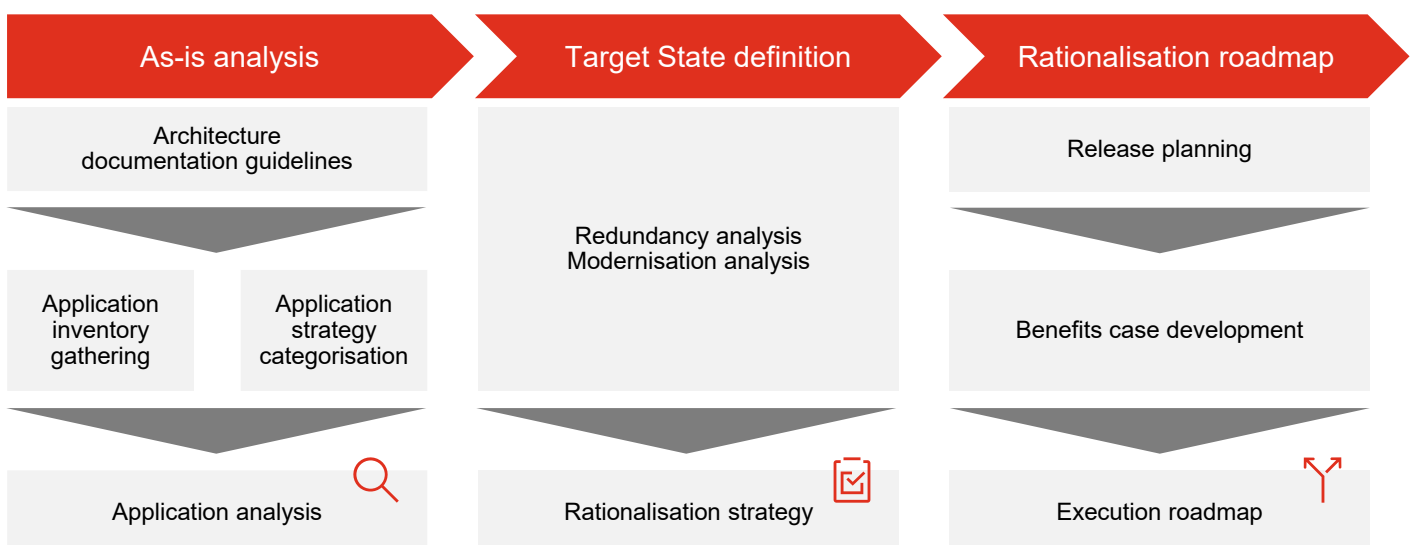 As-is analysis
Target State definition
Rationalisation roadmap
Architecture
documentation guidelines
Application
inventory
gathering
Application
strategy
categorisation
Application analysis
Redundancy analysis
Modernisation analysis
Rationalisation strategy
Release planning
Benefits case development
Execution roadmap